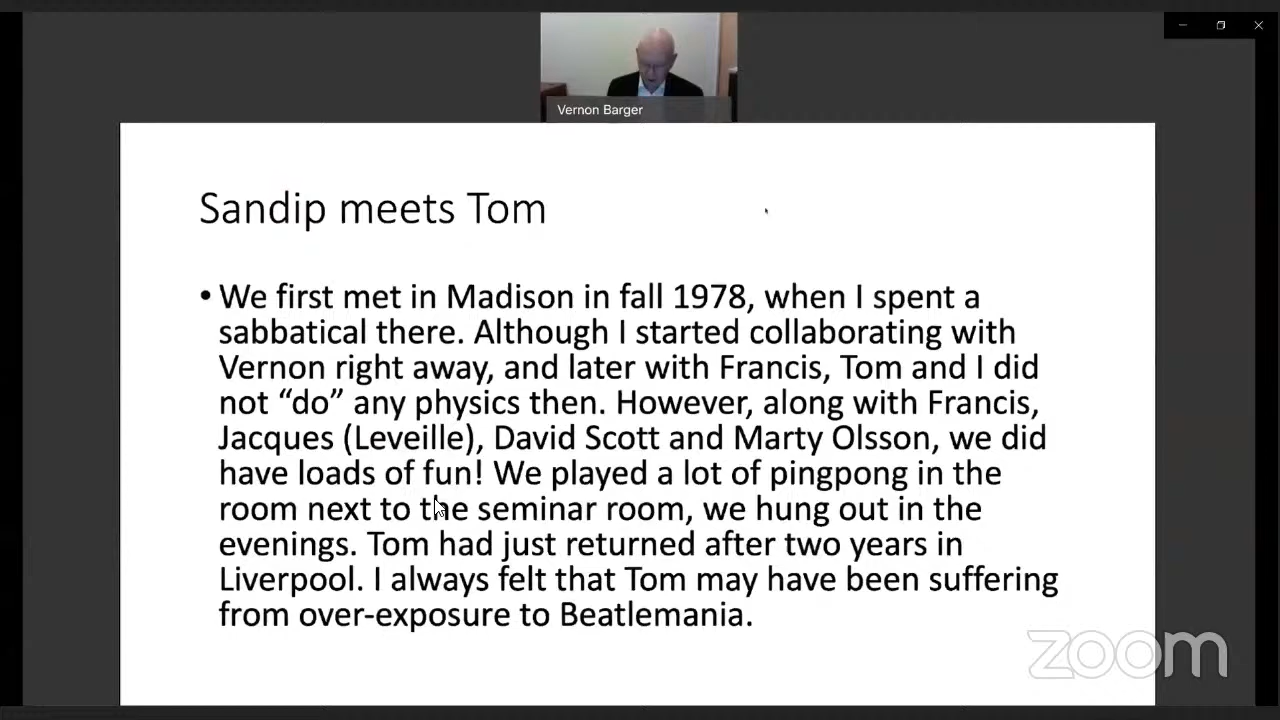 Vernon Barger
Sandip meets Tom
• We first met in Madison in fall 1978, when I spent a
sabbatical there. Although I started collaborating with
Vernon right away, and later with Francis, Tom and I did
not “do” any physics then. However, along with Francis,
Jacques (Leveille), David Scott and Marty Olsson, we did
have loads of fun! We played a lot of pingpong in the
room next to the seminar room, we hung out in the
evenings. Tom had just returned after two years in
Liverpool. I always felt that Tom may have been suffering
from over-exposure to Beatlemania.
zoom